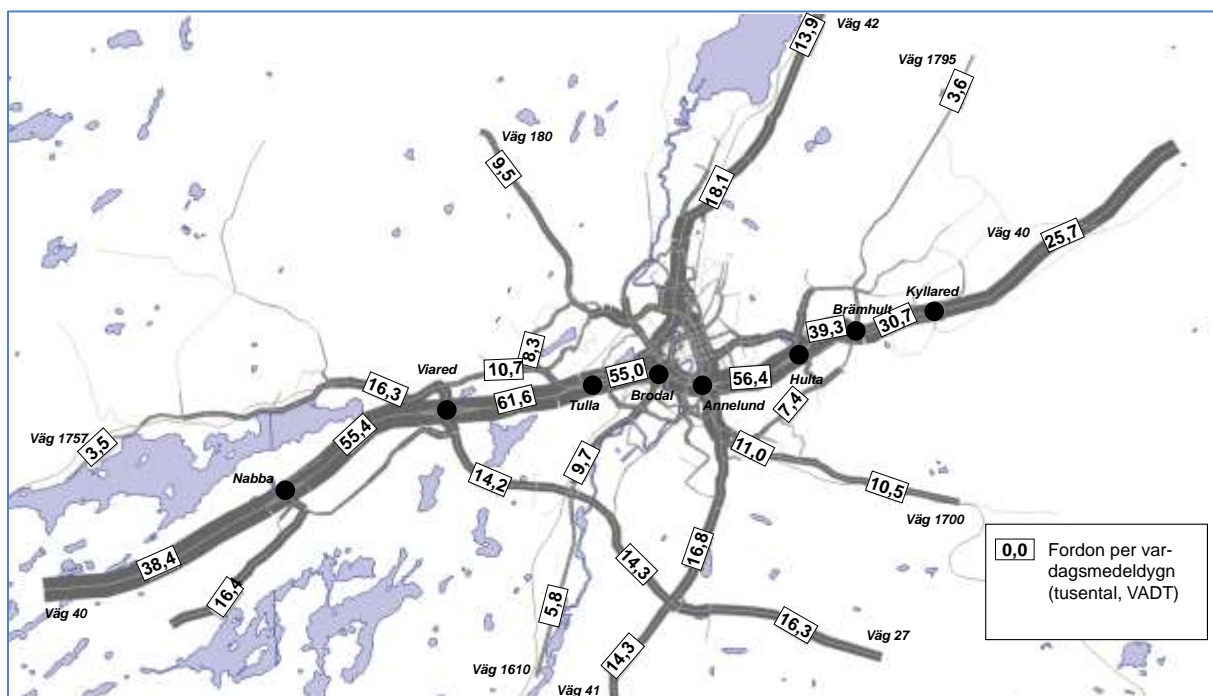 13,9
Väg 42
Väg 1795
3,6
Väg 180
9,5
18,1
Väg 40
25,7
Kyllared
Brämhult
30,7
39,3
8,3
Viared
10,7
55,0
56,4
Hulta
16,3
61,6
Tulla
Brodal
Annelund
7,4
Väg 1757
3,5
55,4
11,0
9,7
Nabba
14,2
10,5
Väg 1700
16,8
0,0
Fordon per var-
dagsmedeldygn
(tusental, VADT)
38,4
14,3
16,4
5,8
Väg 40
16,3
Väg 27
14,3
Väg 1610
Väg 41